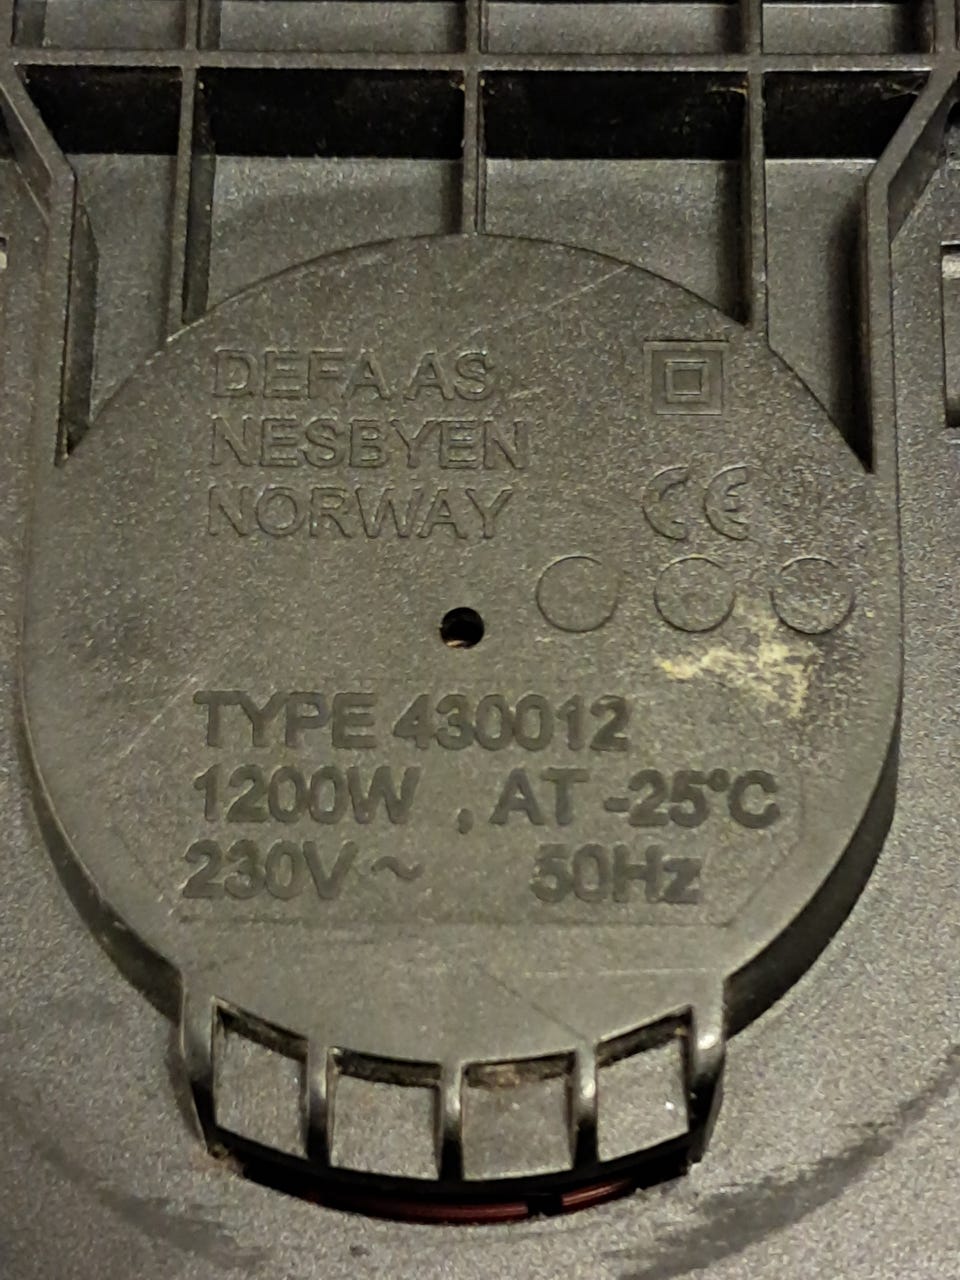 DEFA AS
NESBYEN
NORWAY
CE
TYPE 430012
1200W , AT -25°C
230V ~ 50Hz